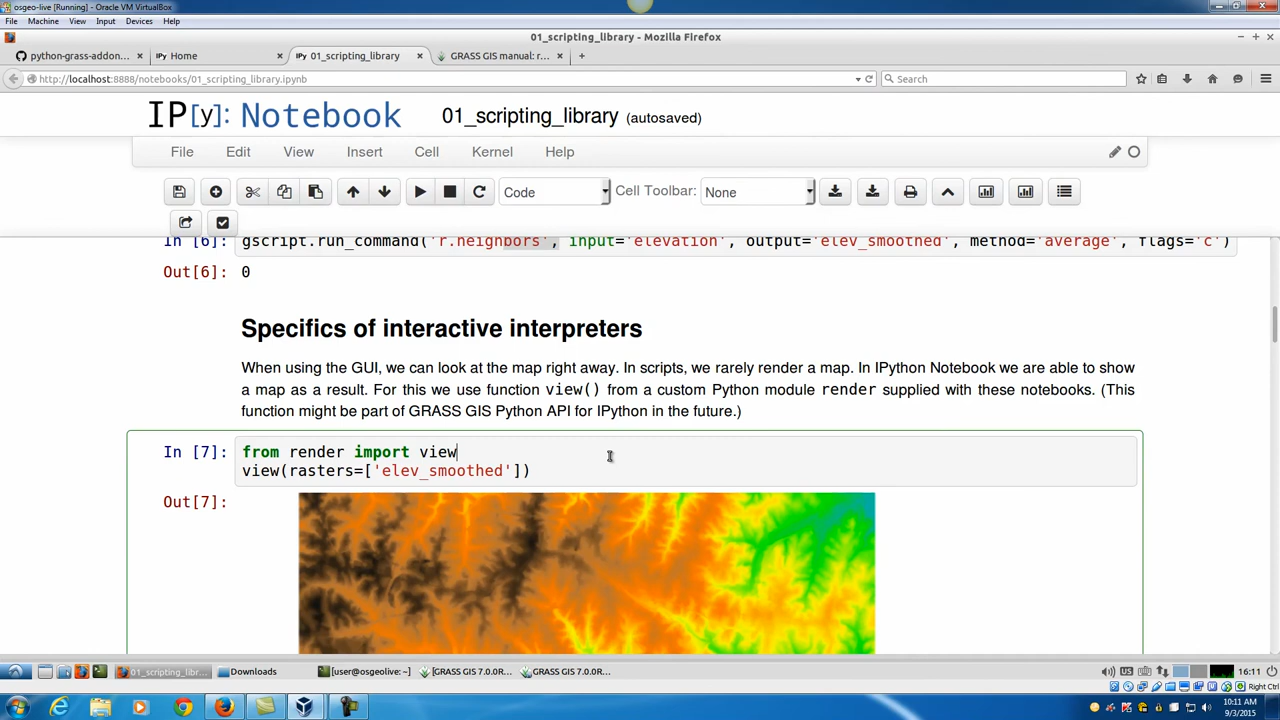 osgeo-live [Running] - Oracle VM VirtualBox
File Machine View Input Devices Help
01_scripting_library - Mozilla Firefox
python-grass-addon... IPy Home IPy 01_scripting_library GRASS GIS manual: r...
http://localhost:8888/notebooks/01_scripting_library.ipynb Search
IP[y]: Notebook 01_scripting_library (autosaved)
File Edit View Insert Cell Kernel Help
Code Cell Toolbar: None
In [6]: gscript.run_command('r.neighbors', input='elevation', output='elev_smoothed', method='average', flags='c')
Out[6]: 0
Specifics of interactive interpreters
When using the GUI, we can look at the map right away. In scripts, we rarely render a map. In IPython Notebook we are able to show
a map as a result. For this we use function view() from a custom Python module render supplied with these notebooks. (This
function might be part of GRASS GIS Python API for IPython in the future.)
In [7]: from render import view
view(rasters=['elev_smoothed'])
Out[7]:
01_scripting_libr... Downloads [user@osgeolive: ~] [GRASS GIS 7.0.0R... GRASS GIS 7.0.0R... US 16:11
Right Ctrl
10:11 AM
9/3/2015